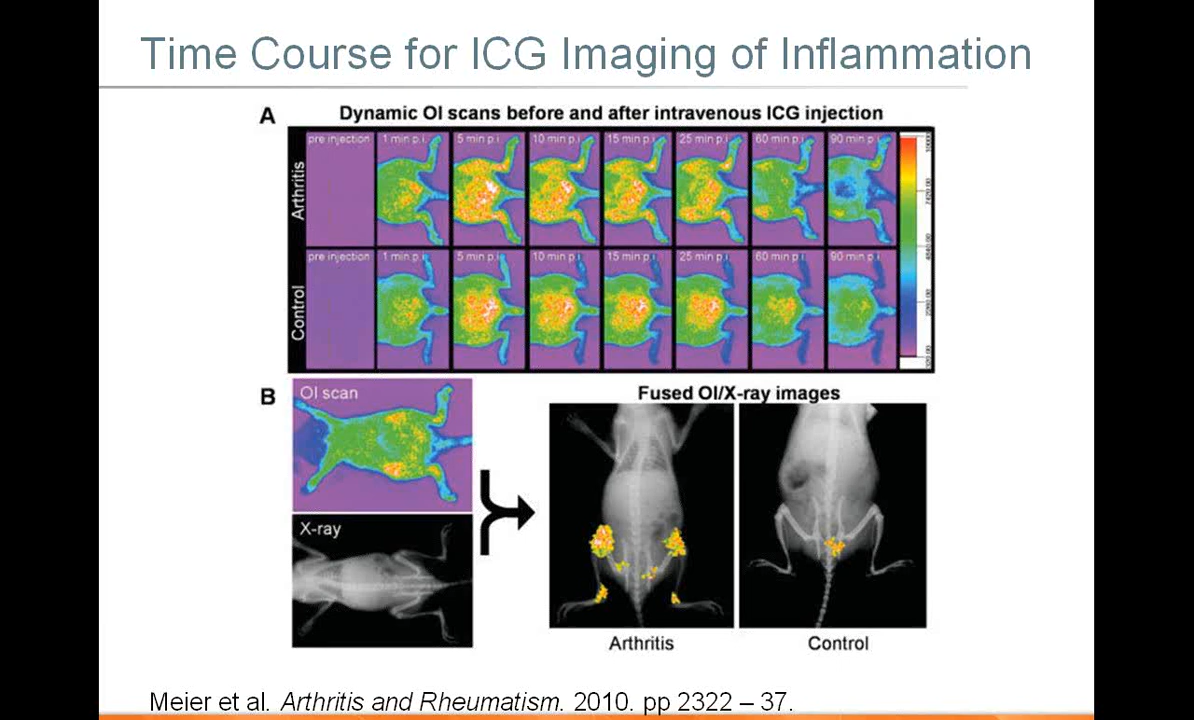 Time Course for ICG Imaging of Inflammation
A
Dynamic OI scans before and after intravenous ICG injection
Arthritis
pre injection 1 min p.i. 5 min p.i. 10 min p.i. 15 min p.i. 25 min p.i. 60 min p.i. 90 min p.i.
Control
pre injection 1 min p.i. 5 min p.i. 10 min p.i. 15 min p.i. 25 min p.i. 60 min p.i. 90 min p.i.
B
OI scan
X-ray
Fused OI/X-ray images
Arthritis
Control
Meier et al. Arthritis and Rheumatism. 2010. pp 2322 – 37.